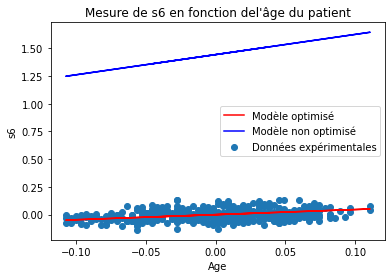 Mesure de s6 en fonction del'âge du patient
s6
1.50
1.25
1.00
0.75
0.50
0.25
0.00
Modèle optimisé
Modèle non optimisé
Données expérimentales
−0.10
−0.05
0.00
0.05
0.10
Age